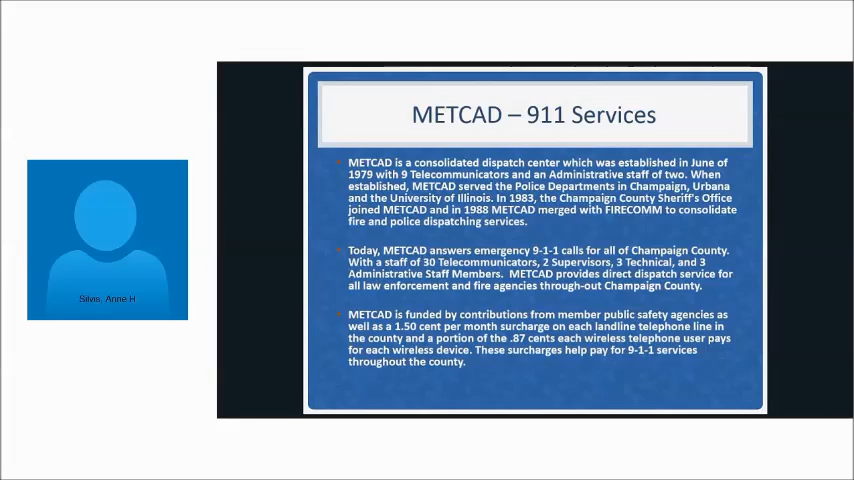 METCAD – 911 Services
METCAD is a consolidated dispatch center which was established in June of
1979 with 9 Telecommunicators and an Administrative staff of two. When
established, METCAD served the Police Departments in Champaign, Urbana
and the University of Illinois. In 1983, the Champaign County Sheriff's Office
joined METCAD and in 1988 METCAD merged with FIRECOMM to consolidate
fire and police dispatching services.
Today, METCAD answers emergency 9-1-1 calls for all of Champaign County.
With a staff of 30 Telecommunicators, 2 Supervisors, 3 Technical, and 3
Administrative Staff Members. METCAD provides direct dispatch service for
all law enforcement and fire agencies through-out Champaign County.
METCAD is funded by contributions from member public safety agencies as
well as a 1.50 cent per month surcharge on each landline telephone line in
the county and a portion of the .87 cents each wireless telephone user pays
for each wireless device. These surcharges help pay for 9-1-1 services
throughout the county.
Silvis, Anne H